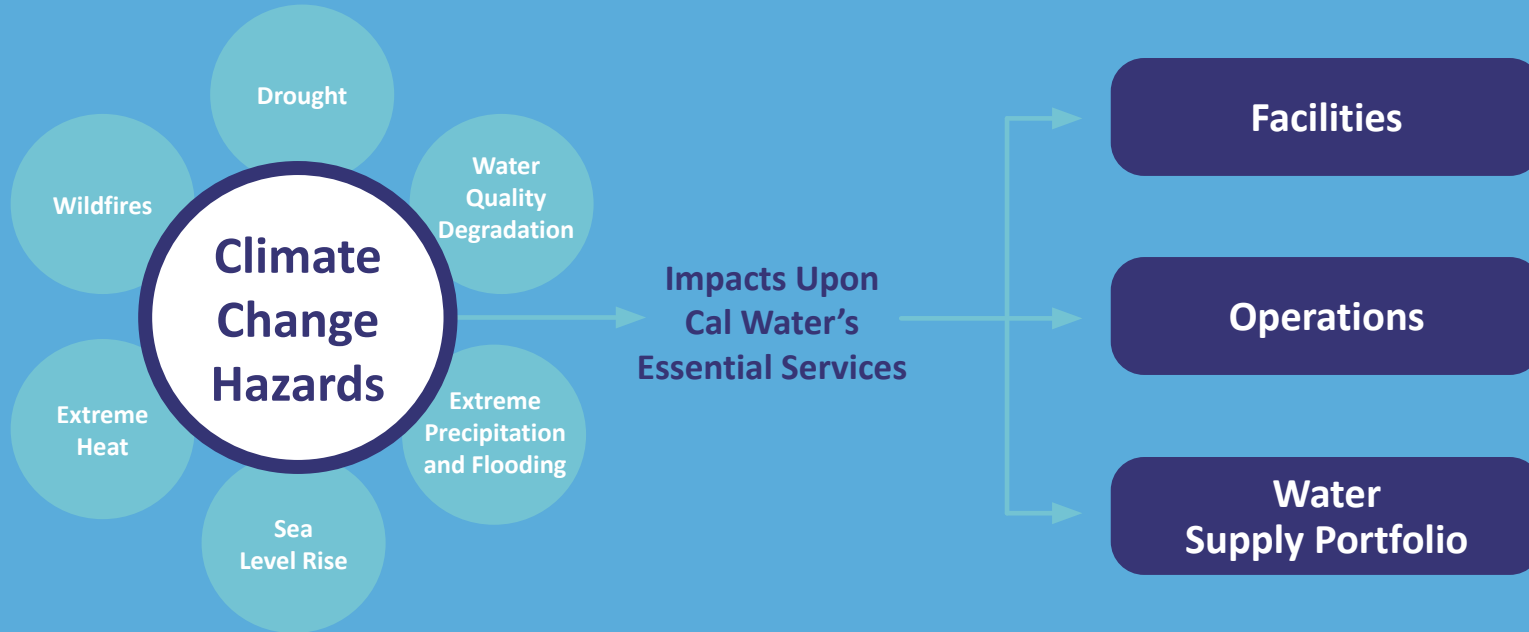 Drought
Water
Quality
Degradation
Wildfires
Climate
Change
Hazards
Extreme
Heat
Extreme
Precipitation
and Flooding
Sea
Level Rise
Impacts Upon
Cal Water’s
Essential Services
Facilities
Operations
Water
Supply Portfolio